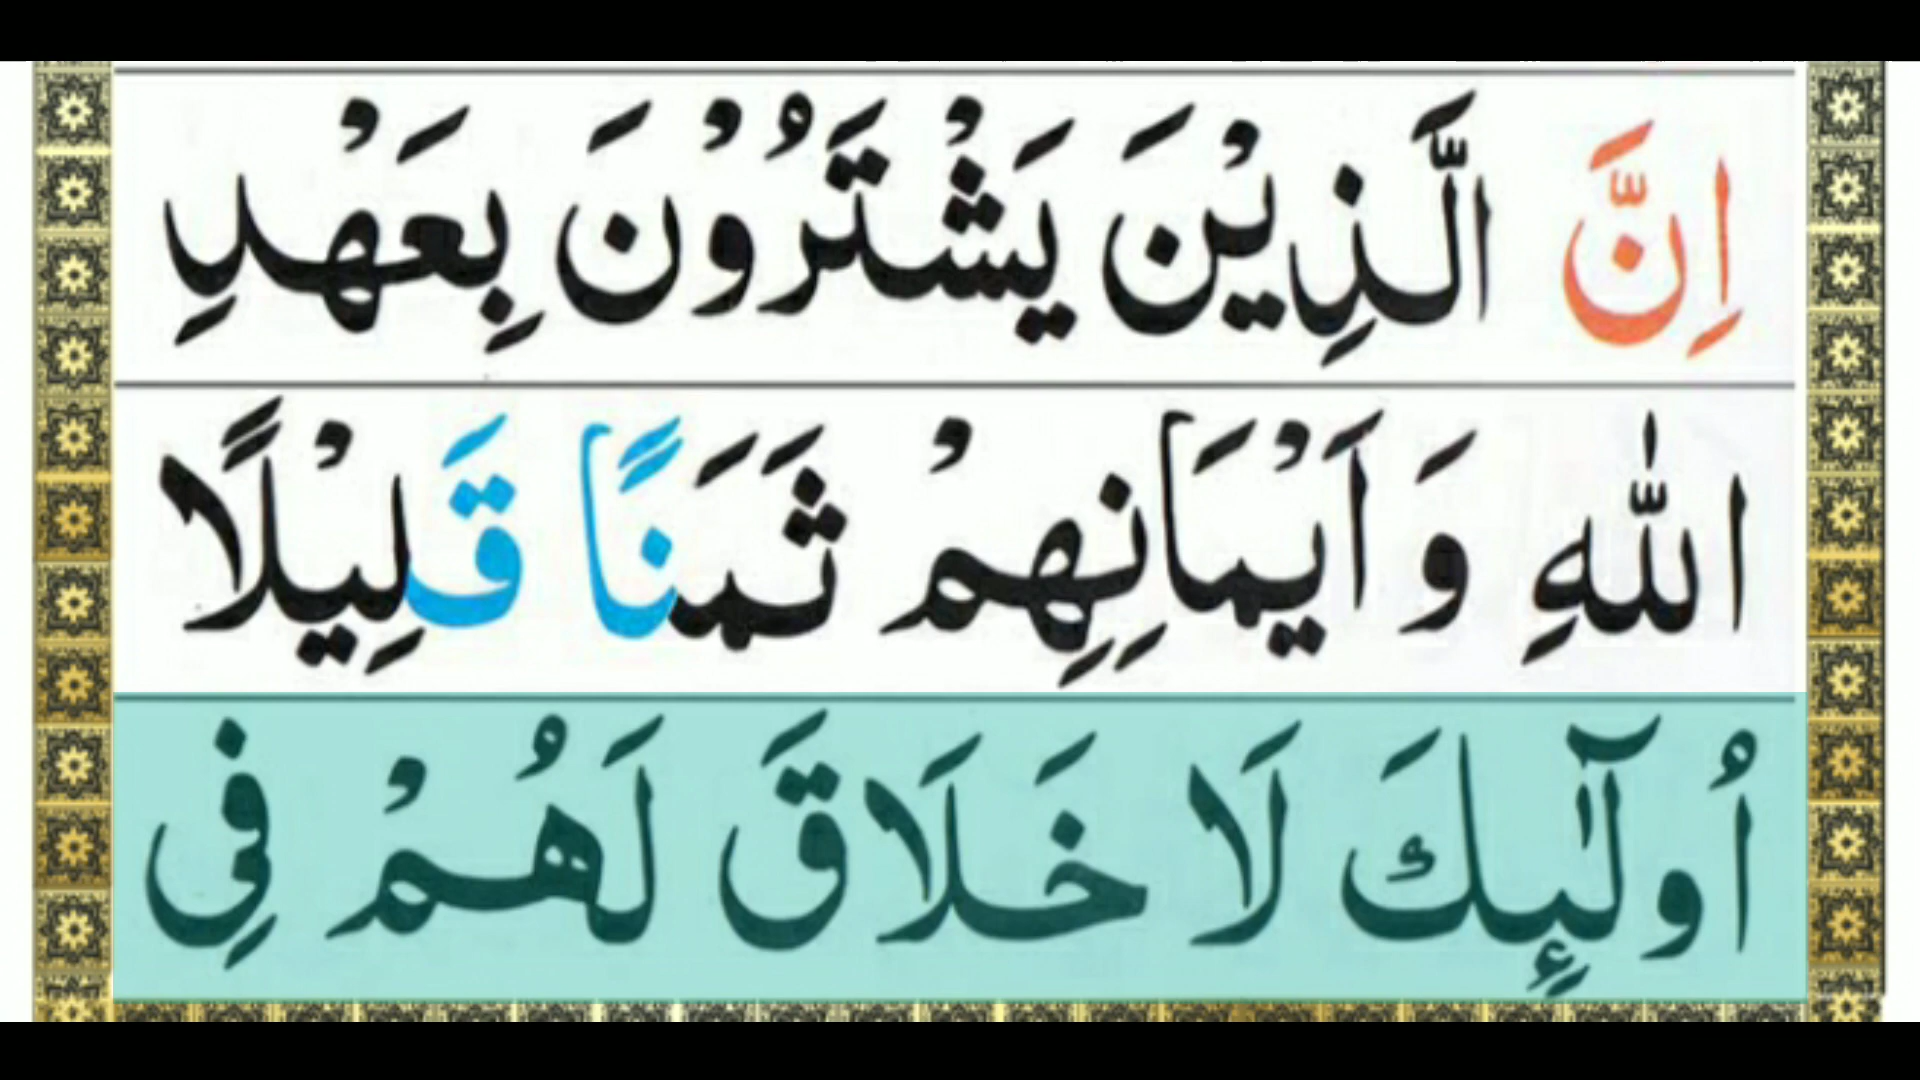 اِنَّ الَّذِيْنَ يَشْتَرُوْنَ بِعَهْدِ
اللّٰهِ وَ اَيْمَانِهِمْ ثَمَنًا قَلِيْلًا
اُولٰٓئِكَ لَا خَلَاقَ لَهُمْ فِى